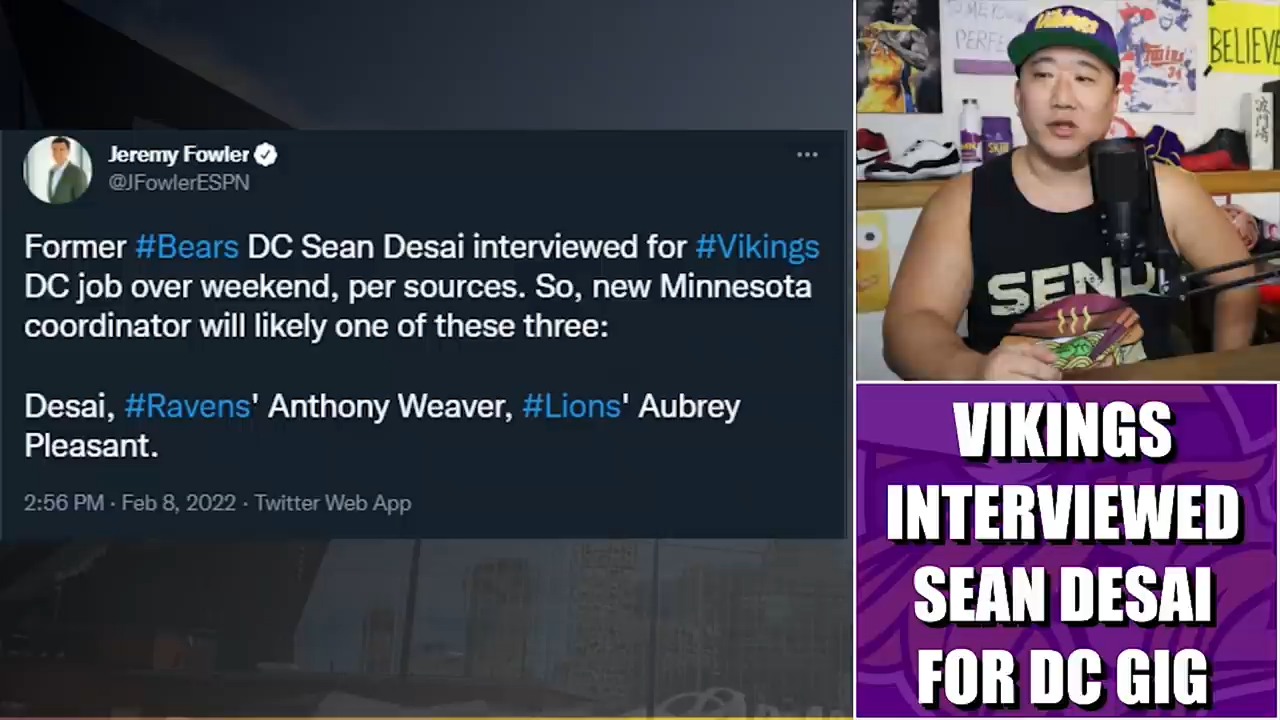 Jeremy Fowler
@JFowlerESPN
Former #Bears DC Sean Desai interviewed for #Vikings
DC job over weekend, per sources. So, new Minnesota
coordinator will likely one of these three:
Desai, #Ravens' Anthony Weaver, #Lions' Aubrey
Pleasant.
2:56 PM · Feb 8, 2022 · Twitter Web App
Vikings
BELIEVE
Twins
34
SEND
VIKINGS
INTERVIEWED
SEAN DESAI
FOR DC GIG